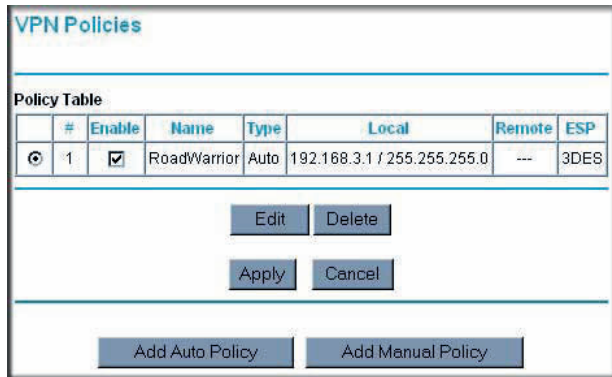 VPN Policies
Policy Table
# Enable Name Type Local Remote ESP
1 RoadWarrior Auto 192.168.3.1 / 255.255.255.0 --- 3DES
Edit Delete
Apply Cancel
Add Auto Policy Add Manual Policy